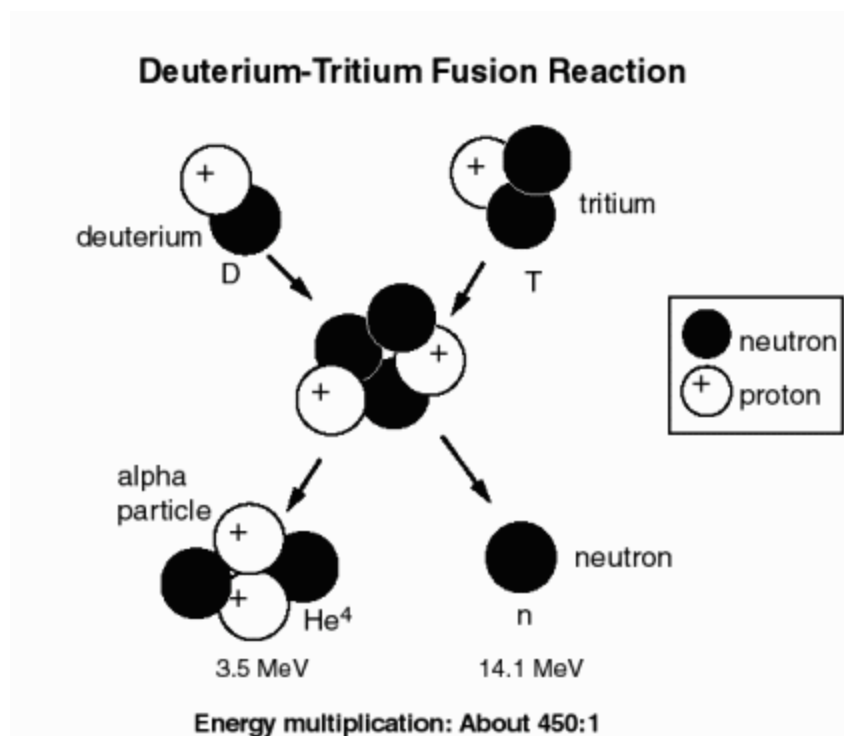 Deuterium-Tritium Fusion Reaction
+
+
deuterium
D
tritium
T
+
+
neutron
+
proton
alpha
particle
+
+
He⁴
neutron
n
3.5 MeV
14.1 MeV
Energy multiplication: About 450:1